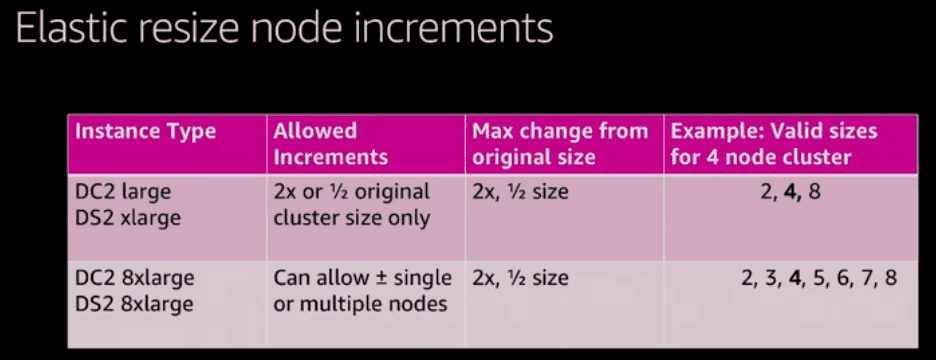 Elastic resize node increments
Instance Type
Allowed
Increments
Max change from
original size
Example: Valid sizes
for 4 node cluster
DC2 large
DS2 xlarge
2x or ½ original
cluster size only
2x, ½ size
2, 4, 8
DC2 8xlarge
DS2 8xlarge
Can allow ± single
or multiple nodes
2x, ½ size
2, 3, 4, 5, 6, 7, 8